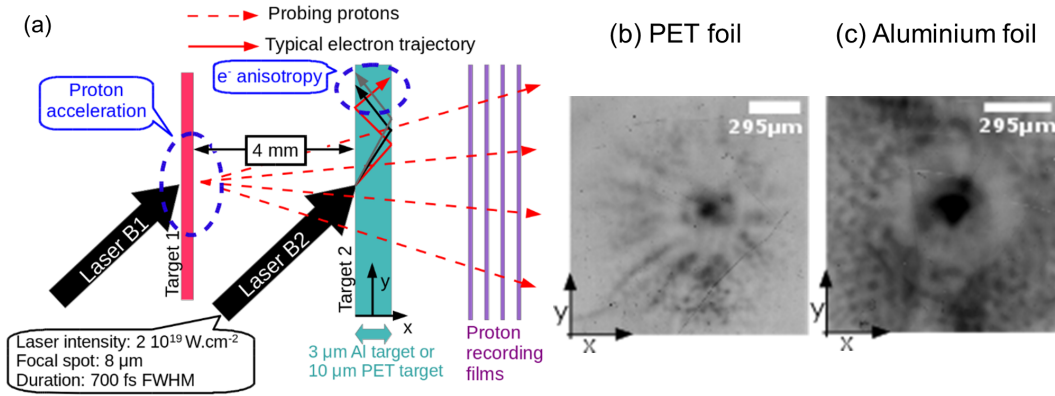 (a)
Probing protons
Typical electron trajectory
(b) PET foil
(c) Aluminium foil
e⁻ anisotropy
Proton
acceleration
4 mm
295µm
295µm
Laser B1
Target 1
Laser B2
Target 2
y
x
y
x
y
x
Laser intensity: 2 10¹⁹ W.cm⁻²
Focal spot: 8 µm
Duration: 700 fs FWHM
3 µm Al target or
10 µm PET target
Proton
recording
films